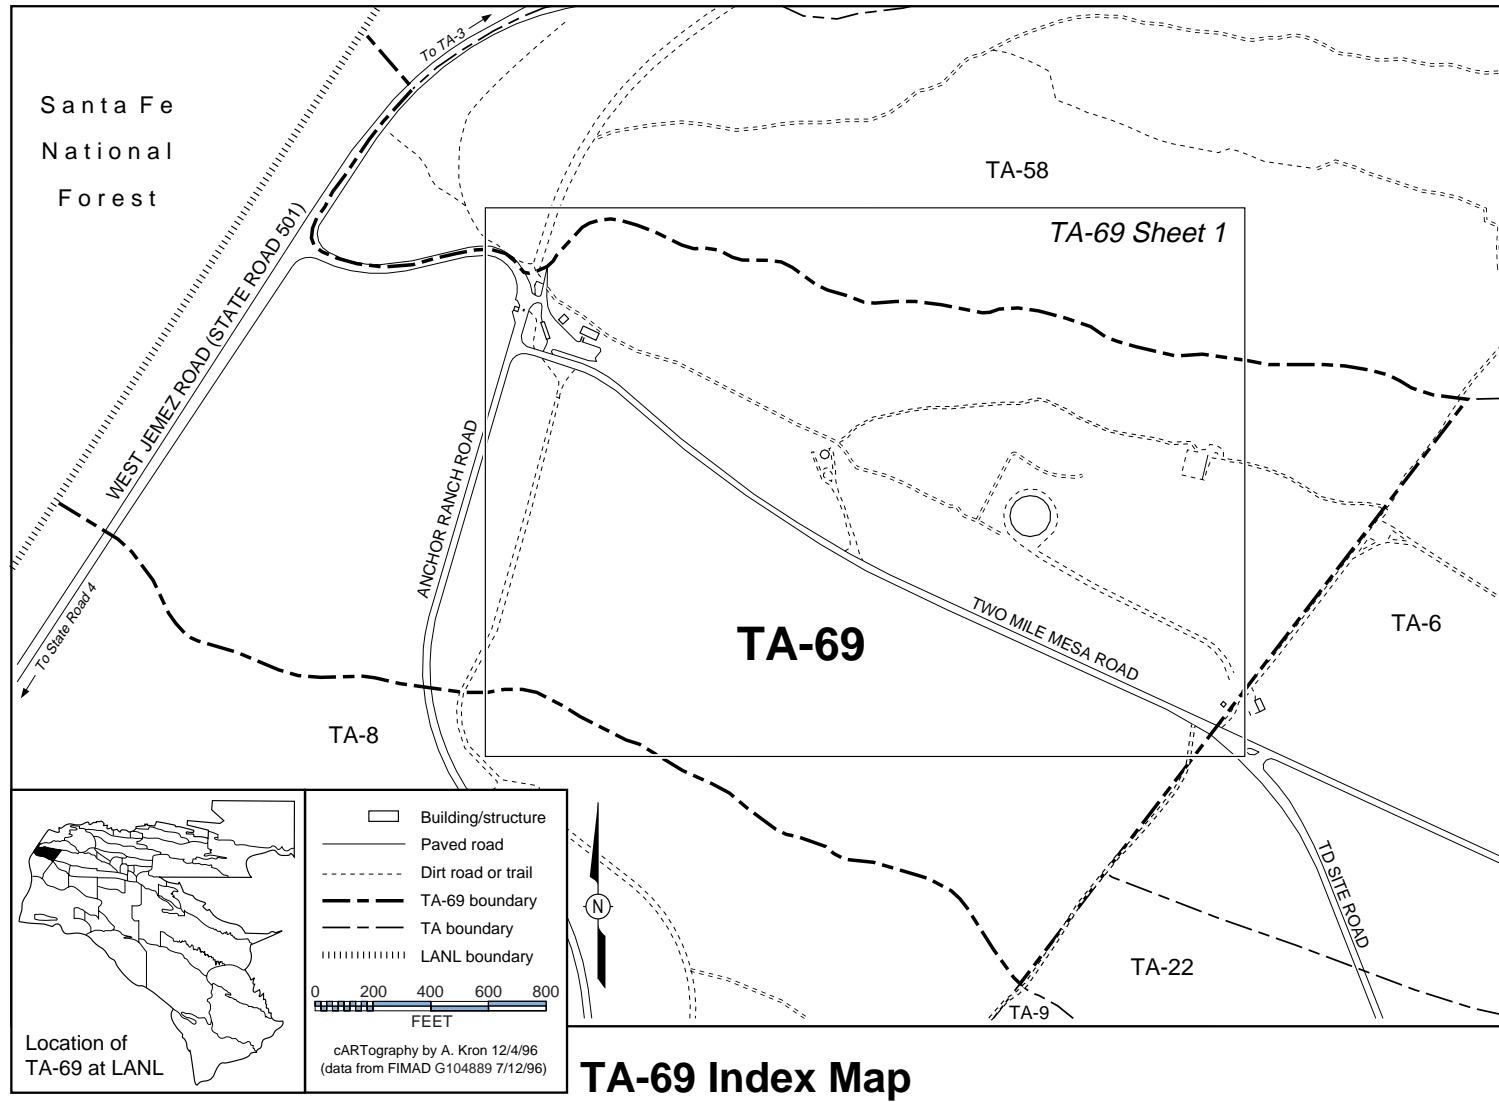 To TA-3
Santa Fe
National
Forest
TA-58
TA-69 Sheet 1
WEST JEMEZ ROAD (STATE ROAD 501)
ANCHOR RANCH ROAD
To State Road 4
TWO MILE MESA ROAD
TA-69
TA-6
TA-8
TD SITE ROAD
TA-22
TA-9
N
Building/structure
Paved road
Dirt road or trail
TA-69 boundary
TA boundary
LANL boundary
0 200 400 600 800
FEET
cARTography by A. Kron 12/4/96
(data from FIMAD G104889 7/12/96)
Location of
TA-69 at LANL
TA-69 Index Map